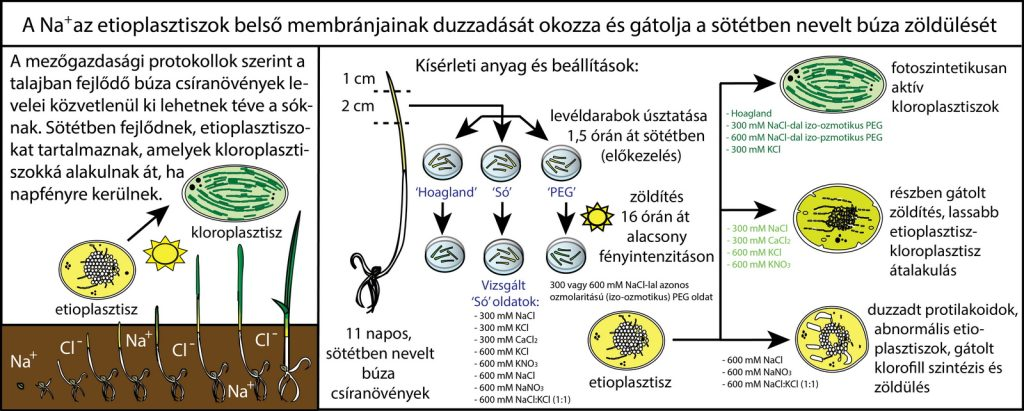 A Na⁺az etioplasztiszok belső membránjainak duzzadását okozza és gátolja a sötétben nevelt búza zöldülését
A mezőgazdasági protokollok szerint a
talajban fejlődő búza csíranövények le-
velei közvetlenül ki lehetnek téve a sók-
nak. Sötétben fejlődnek, etioplasztiszo-
kat tartalmaznak, amelyek kloroplaszti-
szokká alakulnak át, ha
napfényre kerülnek.
kloroplasztisz
etioplasztisz
Na⁺
Cl⁻
Na⁺
Cl⁻
Na⁺
Cl⁻
Kísérleti anyag és beállítások:
1 cm
2 cm
levéldarabok úsztatása
1,5 órán át sötétben
(előkezelés)
'Hoagland'
'Só'
'PEG'
zöldítés
16 órán át
alacsony
fényintenzitáson
11 napos,
sötétben nevelt
búza
csíranövények
Vizsgált
'Só'oldatok:
- 300 mM NaCl
- 300 mM KCl
- 300 mM CaCl₂
- 600 mM KCl
- 600 mM KNO₃
- 600 mM NaCl
- 600 mM NaNO₃
- 600 mM NaCl:KCl (1:1)
300 vagy 600 mM NaCl-lal azonos
ozmolaritású (izo-ozmotikus) PEG oldat
etioplasztisz
- Hoagland
- 300 mM NaCl-dal izo-ozmotikus PEG
- 600 mM NaCl-dal izo-pzmotikus PEG
- 300 mM KCl
fotoszintetikusan
aktív
kloroplasztiszok
- 300 mM NaCl
- 300 mM CaCl₂
- 600 mM KCl
- 600 mM KNO₃
részben gátolt
zöldítés, lassabb
etioplasztisz-
kloroplasztisz
átalakulás
- 600 mM NaCl
- 600 mM NaNO₃
- 600 mM NaCl:KCl (1:1)
duzzadt protilakoidok,
abnormális etio-
plasztiszok, gátolt
klorofill szintézis és
zöldülés